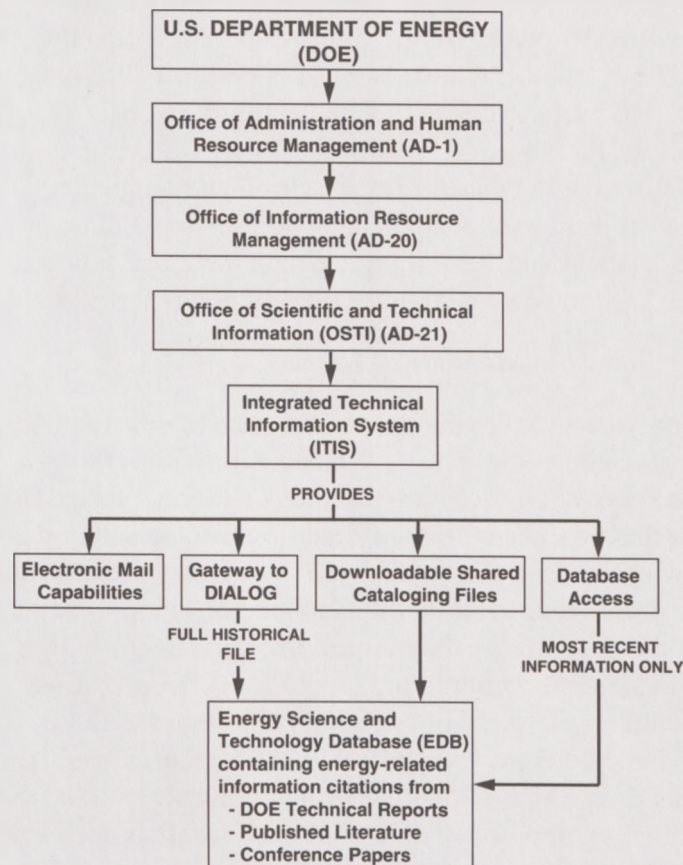 U.S. DEPARTMENT OF ENERGY
(DOE)
Office of Administration and Human
Resource Management (AD-1)
Office of Information Resource
Management (AD-20)
Office of Scientific and Technical
Information (OSTI) (AD-21)
Integrated Technical
Information System
(ITIS)
PROVIDES
Electronic Mail
Capabilities
Gateway to
DIALOG
Downloadable Shared
Cataloging Files
Database
Access
FULL HISTORICAL
FILE
MOST RECENT
INFORMATION ONLY
Energy Science and
Technology Database (EDB)
containing energy-related
information citations from
- DOE Technical Reports
- Published Literature
- Conference Papers